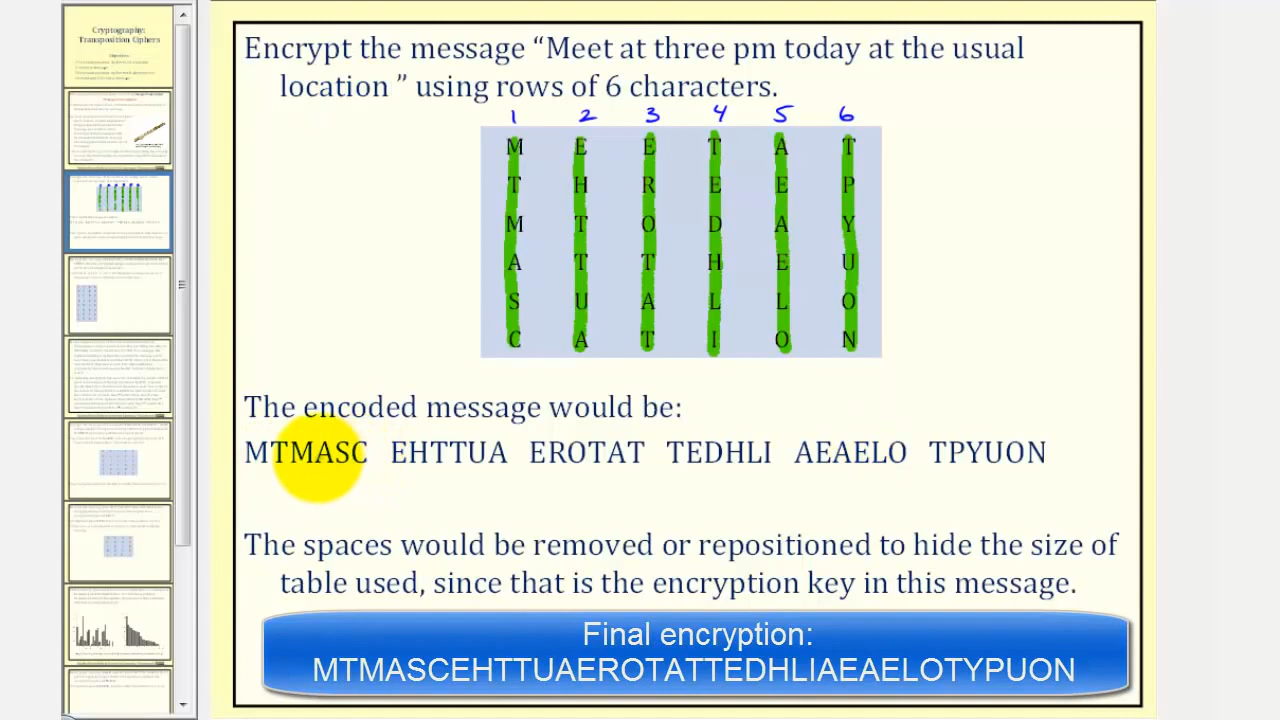 Cryptography:
Transposition Ciphers
Encrypt the message “Meet at three pm today at the usual
location ” using rows of 6 characters.
1 2 3 4 5 6
M E E T A T
T H R E E P
M T O D A Y
A T T H E U
S U A L L O
C A T I O N
The encoded message would be:
MTMASC EHTTUA EROTAT TEDHLI AEAELO TPYUON
The spaces would be removed or repositioned to hide the size of
table used, since that is the encryption key in this message.
Final encryption:
MTMASCEHTTUAEROTATTEDHLIAEAELOTYPUON